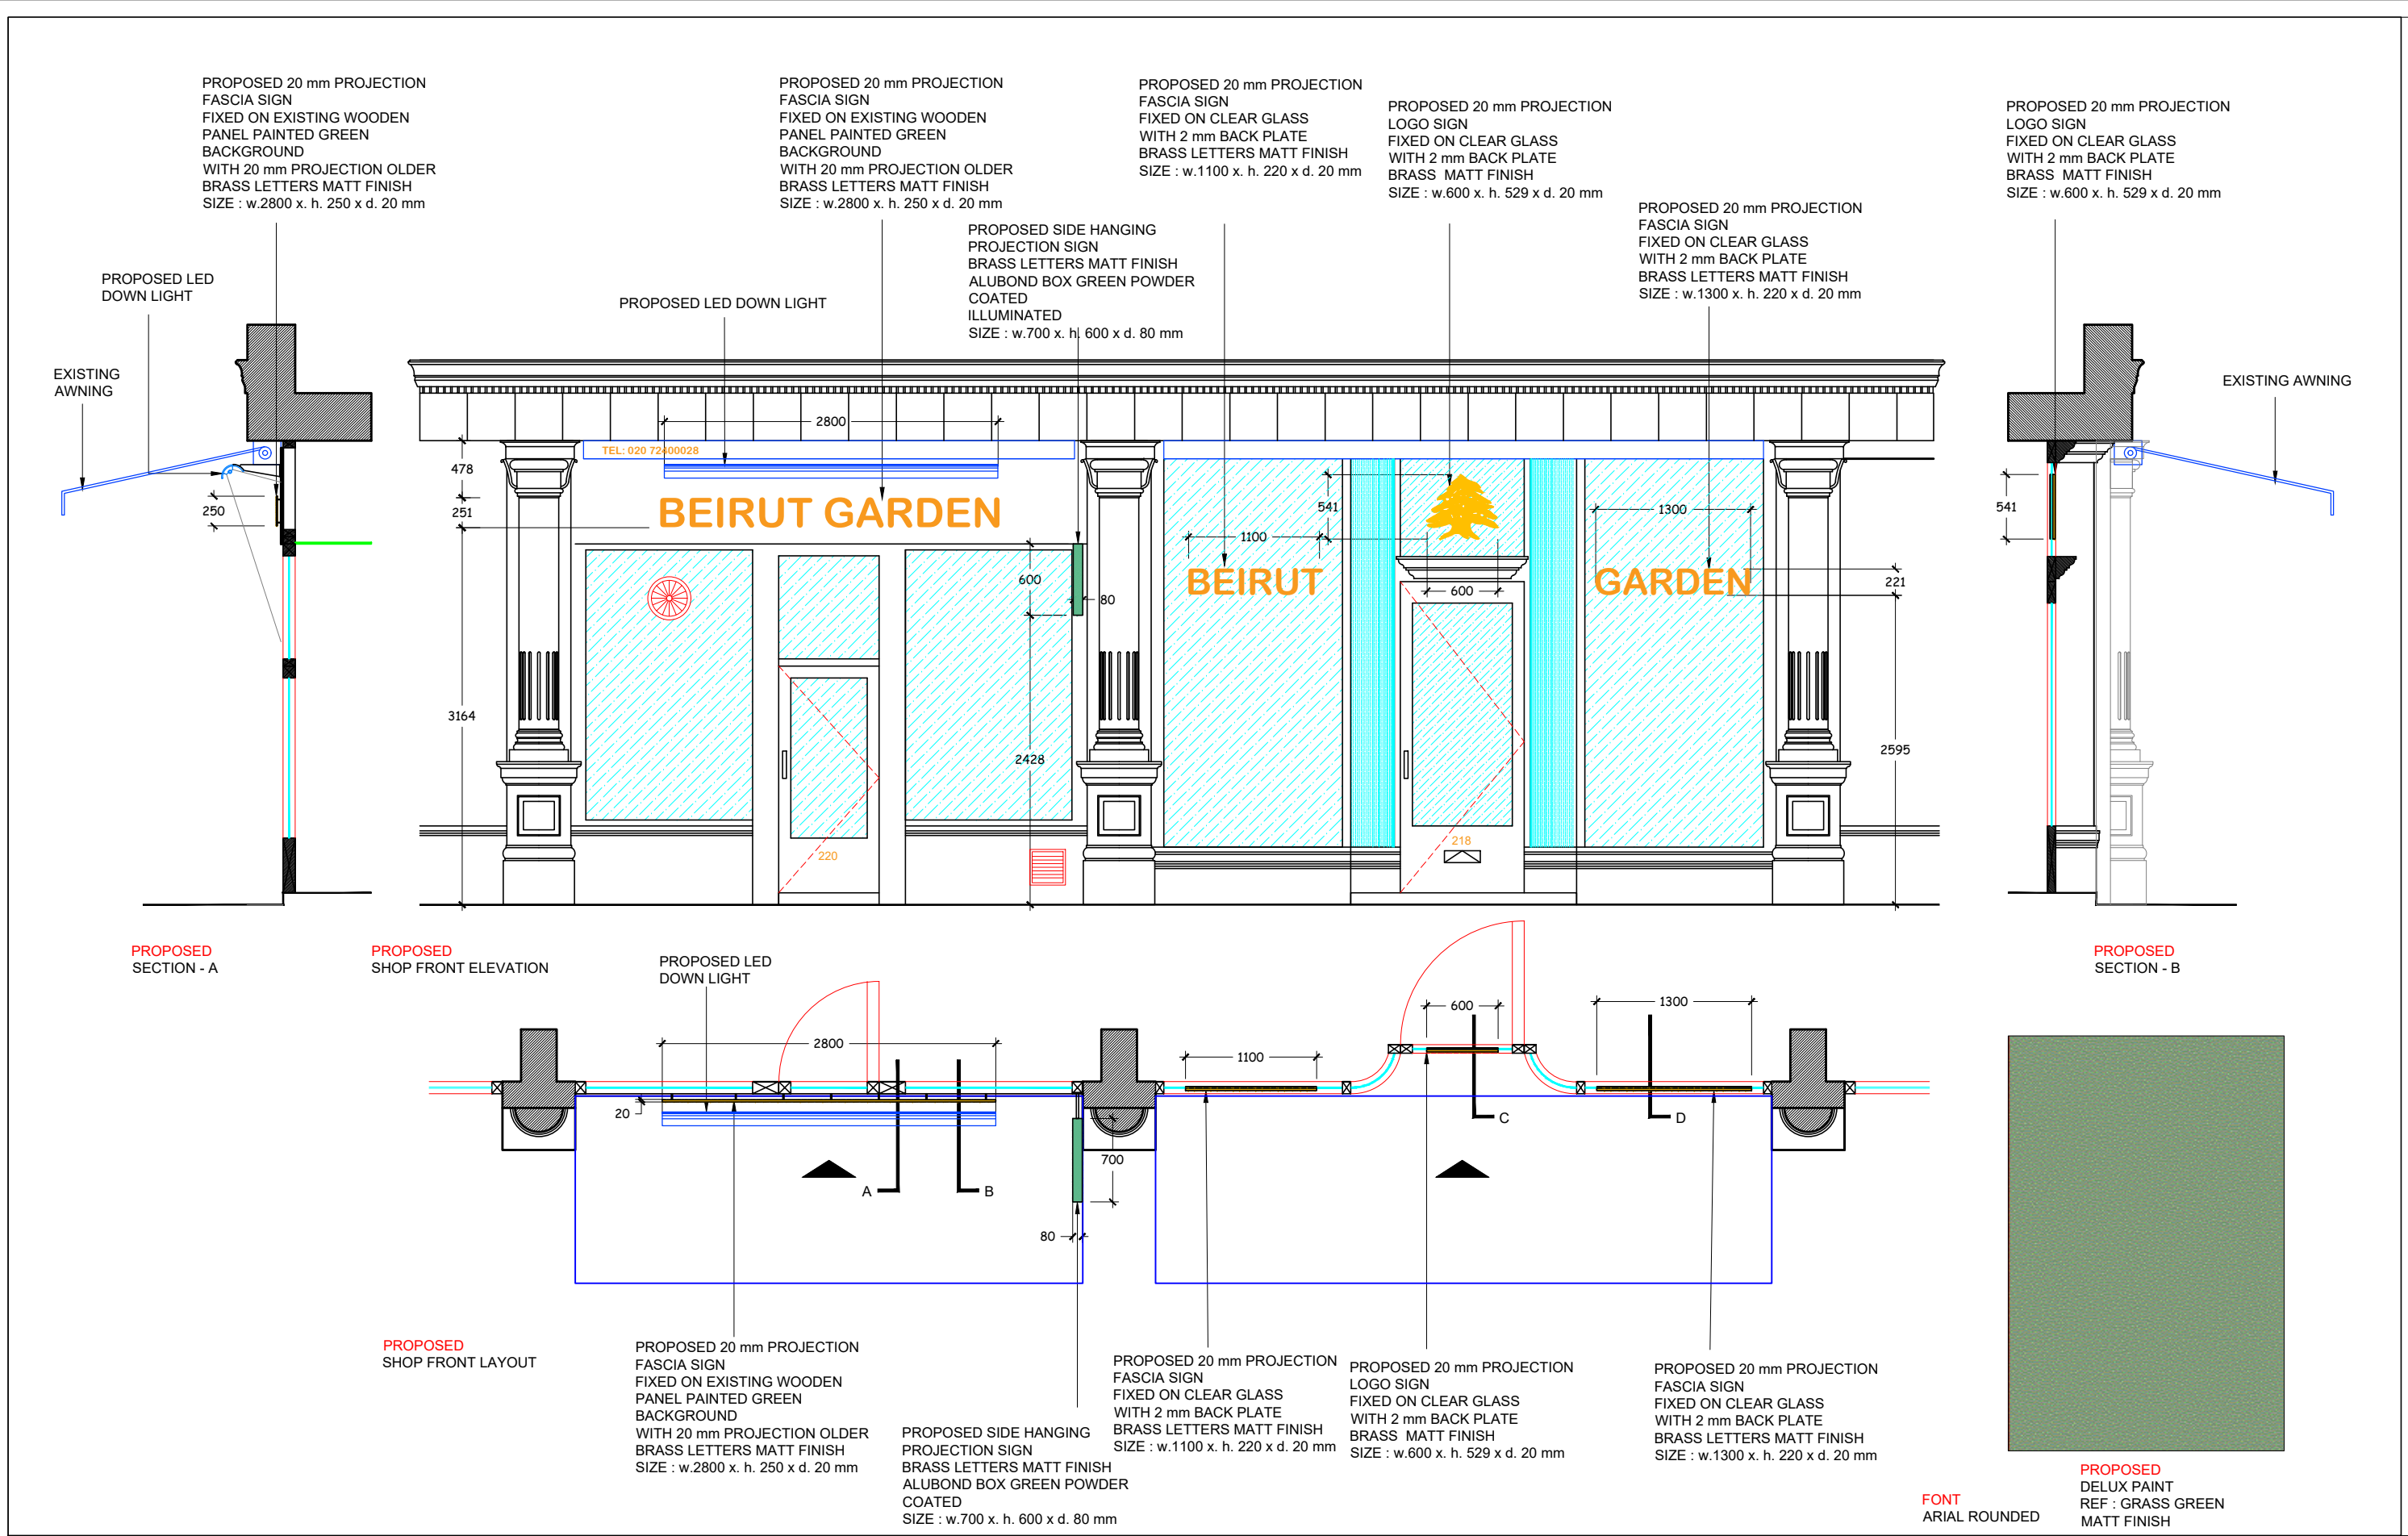 PROPOSED 20 mm PROJECTION
FASCIA SIGN
FIXED ON EXISTING WOODEN
PANEL PAINTED GREEN
BACKGROUND
WITH 20 mm PROJECTION OLDER
BRASS LETTERS MATT FINISH
SIZE : w.2800 x. h. 250 x d. 20 mm
PROPOSED 20 mm PROJECTION
FASCIA SIGN
FIXED ON EXISTING WOODEN
PANEL PAINTED GREEN
BACKGROUND
WITH 20 mm PROJECTION OLDER
BRASS LETTERS MATT FINISH
SIZE : w.2800 x. h. 250 x d. 20 mm
PROPOSED 20 mm PROJECTION
FASCIA SIGN
FIXED ON CLEAR GLASS
WITH 2 mm BACK PLATE
BRASS LETTERS MATT FINISH
SIZE : w.1100 x. h. 220 x d. 20 mm
PROPOSED 20 mm PROJECTION
LOGO SIGN
FIXED ON CLEAR GLASS
WITH 2 mm BACK PLATE
BRASS MATT FINISH
SIZE : w.600 x. h. 529 x d. 20 mm
PROPOSED 20 mm PROJECTION
LOGO SIGN
FIXED ON CLEAR GLASS
WITH 2 mm BACK PLATE
BRASS MATT FINISH
SIZE : w.600 x. h. 529 x d. 20 mm
PROPOSED 20 mm PROJECTION
FASCIA SIGN
FIXED ON CLEAR GLASS
WITH 2 mm BACK PLATE
BRASS LETTERS MATT FINISH
SIZE : w.1300 x. h. 220 x d. 20 mm
PROPOSED SIDE HANGING
PROJECTION SIGN
BRASS LETTERS MATT FINISH
ALUBOND BOX GREEN POWDER
COATED
ILLUMINATED
SIZE : w.700 x. h. 600 x d. 80 mm
PROPOSED LED
DOWN LIGHT
PROPOSED LED DOWN LIGHT
EXISTING
AWNING
EXISTING AWNING
2800
TEL: 020 72400028
478
251
250
BEIRUT GARDEN
541
1100
1300
541
BEIRUT
GARDEN
600
80
600
221
3164
2428
2595
220
218
PROPOSED
SECTION - A
PROPOSED
SHOP FRONT ELEVATION
PROPOSED
SECTION - B
PROPOSED LED
DOWN LIGHT
2800
1100
600
1300
20
700
80
A
B
C
D
PROPOSED
SHOP FRONT LAYOUT
PROPOSED 20 mm PROJECTION
FASCIA SIGN
FIXED ON EXISTING WOODEN
PANEL PAINTED GREEN
BACKGROUND
WITH 20 mm PROJECTION OLDER
BRASS LETTERS MATT FINISH
SIZE : w.2800 x. h. 250 x d. 20 mm
PROPOSED SIDE HANGING
PROJECTION SIGN
BRASS LETTERS MATT FINISH
ALUBOND BOX GREEN POWDER
COATED
SIZE : w.700 x. h. 600 x d. 80 mm
PROPOSED 20 mm PROJECTION
FASCIA SIGN
FIXED ON CLEAR GLASS
WITH 2 mm BACK PLATE
BRASS LETTERS MATT FINISH
SIZE : w.1100 x. h. 220 x d. 20 mm
PROPOSED 20 mm PROJECTION
LOGO SIGN
FIXED ON CLEAR GLASS
WITH 2 mm BACK PLATE
BRASS MATT FINISH
SIZE : w.600 x. h. 529 x d. 20 mm
PROPOSED 20 mm PROJECTION
FASCIA SIGN
FIXED ON CLEAR GLASS
WITH 2 mm BACK PLATE
BRASS LETTERS MATT FINISH
SIZE : w.1300 x. h. 220 x d. 20 mm
FONT
ARIAL ROUNDED
PROPOSED
DELUX PAINT
REF : GRASS GREEN
MATT FINISH